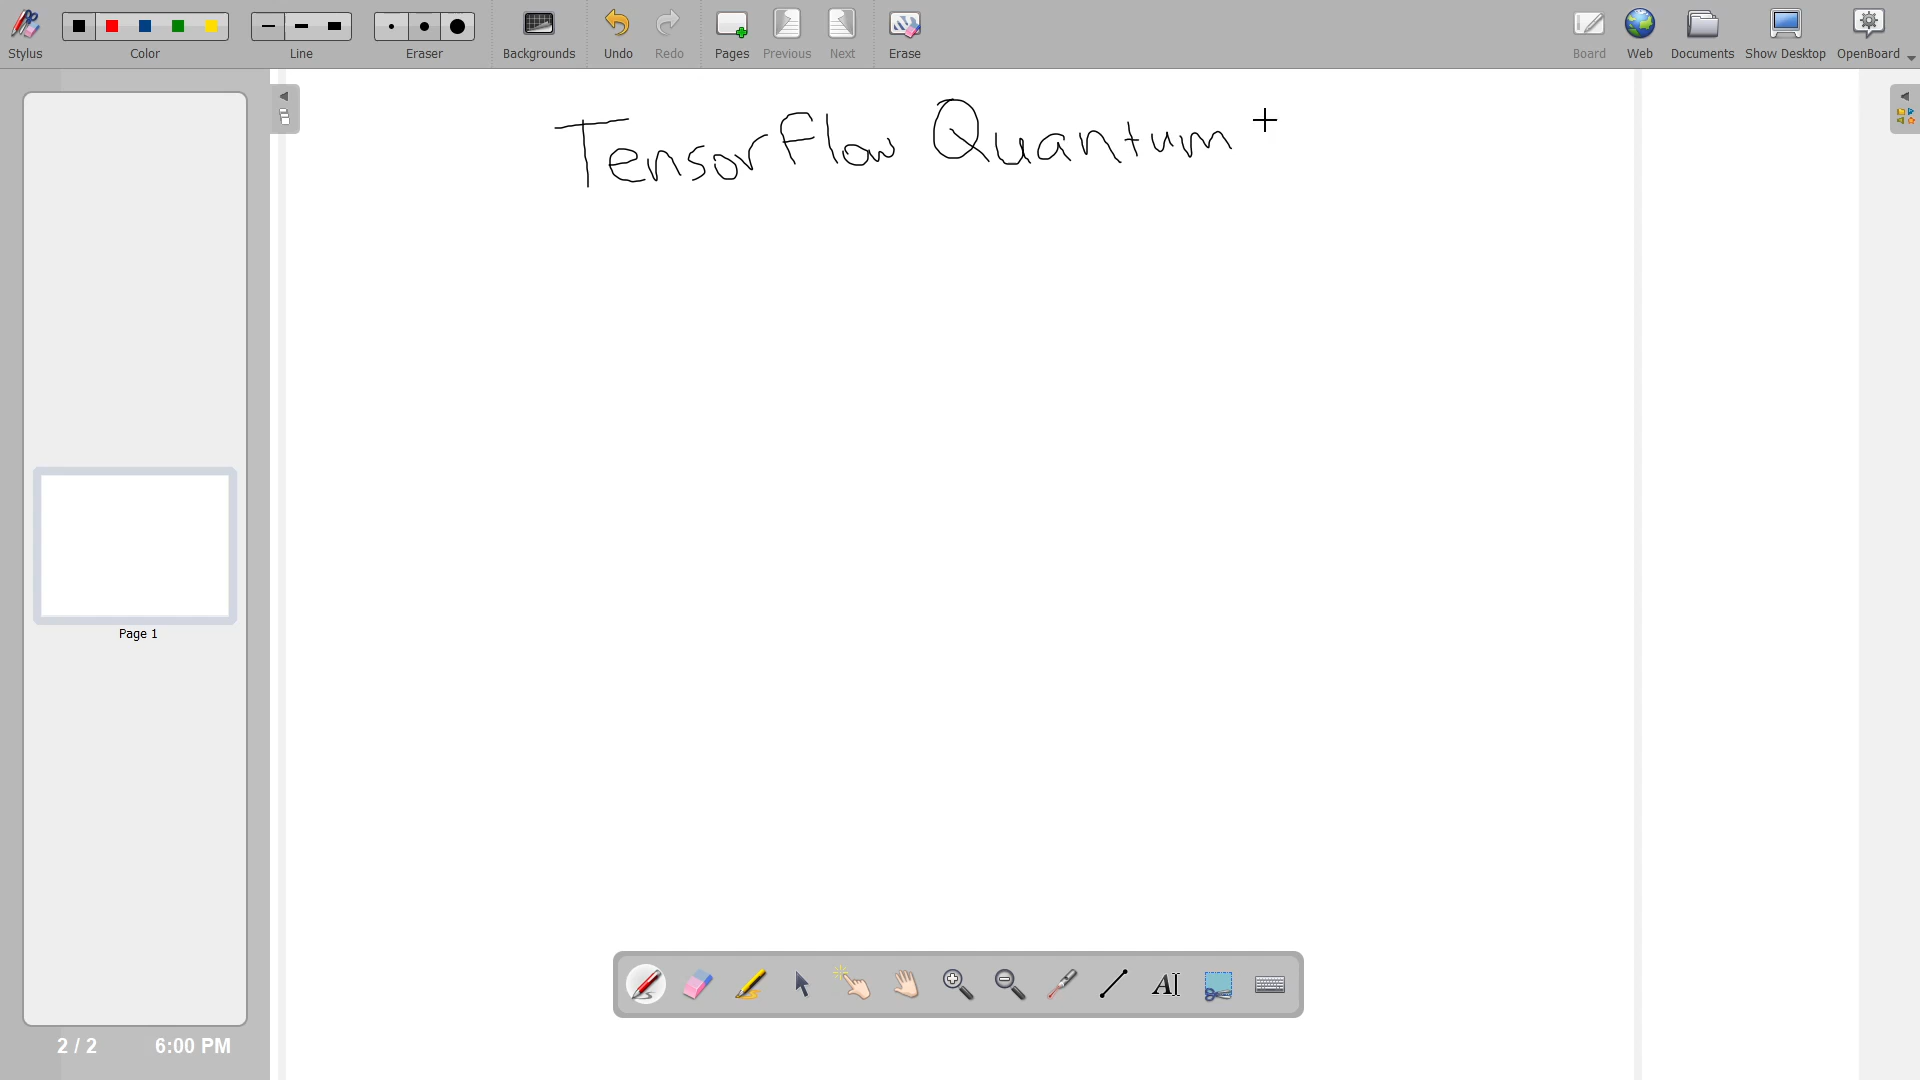 Stylus Color Line Eraser Backgrounds Undo Redo Pages Previous Next Erase Board Web Documents Show Desktop OpenBoard
TensorFlow Quantum
Page 1
2 / 2 6:00 PM